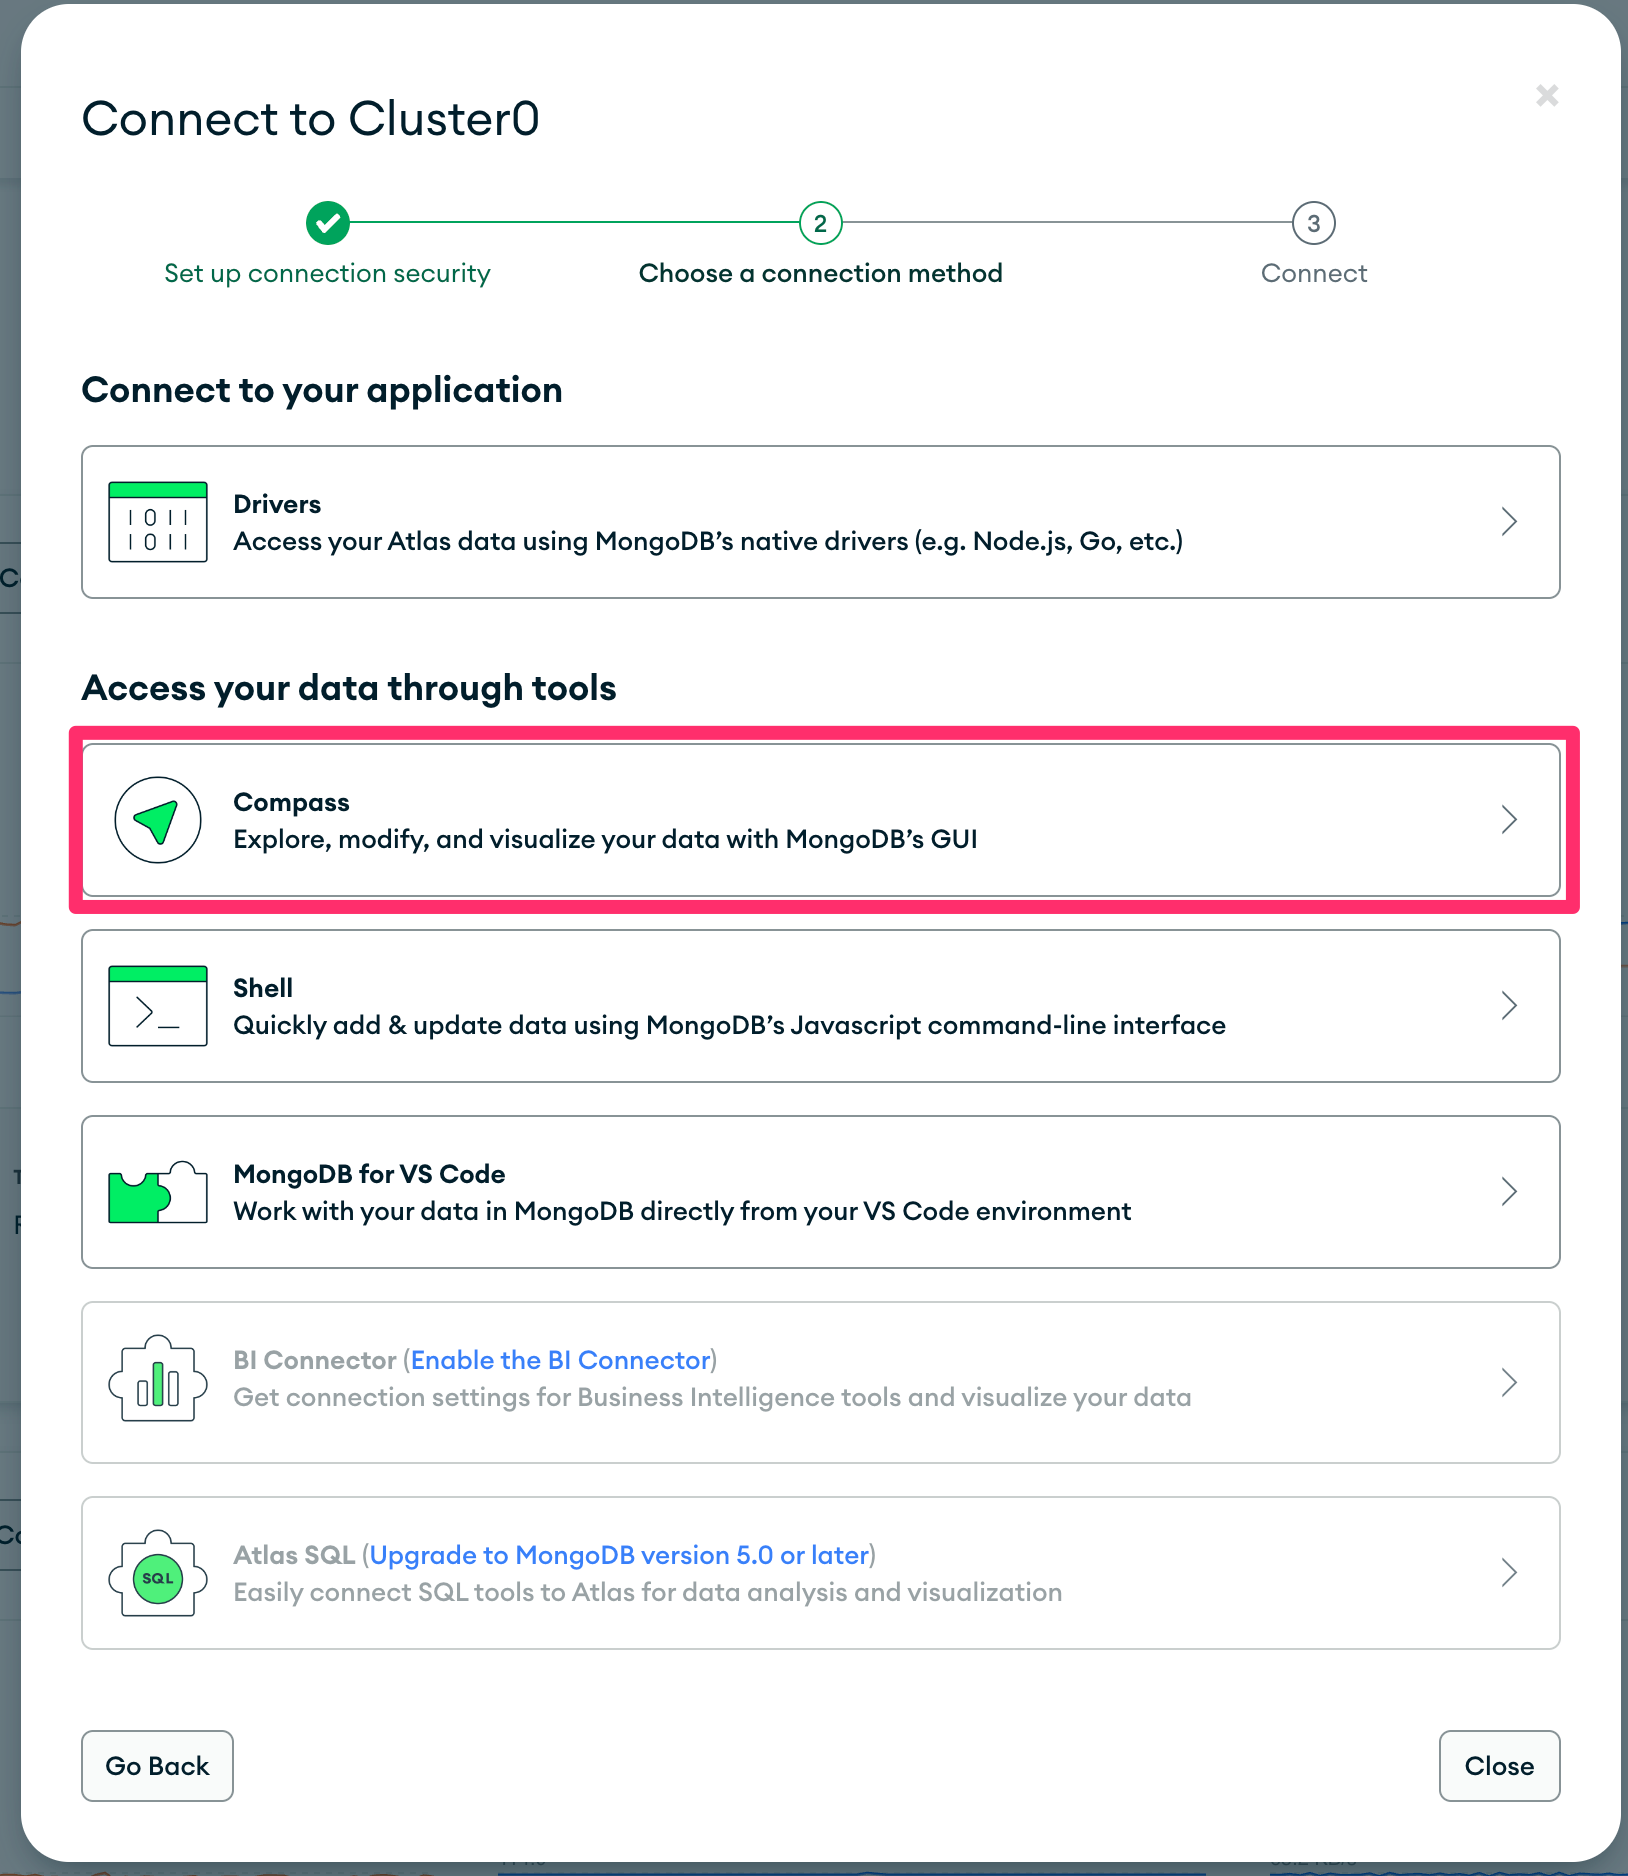 Connect to Cluster0
2
3
Set up connection security
Choose a connection method
Connect
Connect to your application
1011
1011
Drivers
Access your Atlas data using MongoDB’s native drivers (e.g. Node.js, Go, etc.)
Access your data through tools
Compass
Explore, modify, and visualize your data with MongoDB’s GUI
>_
Shell
Quickly add & update data using MongoDB’s Javascript command-line interface
MongoDB for VS Code
Work with your data in MongoDB directly from your VS Code environment
BI Connector (Enable the BI Connector)
Get connection settings for Business Intelligence tools and visualize your data
SQL
Atlas SQL (Upgrade to MongoDB version 5.0 or later)
Easily connect SQL tools to Atlas for data analysis and visualization
Go Back
Close